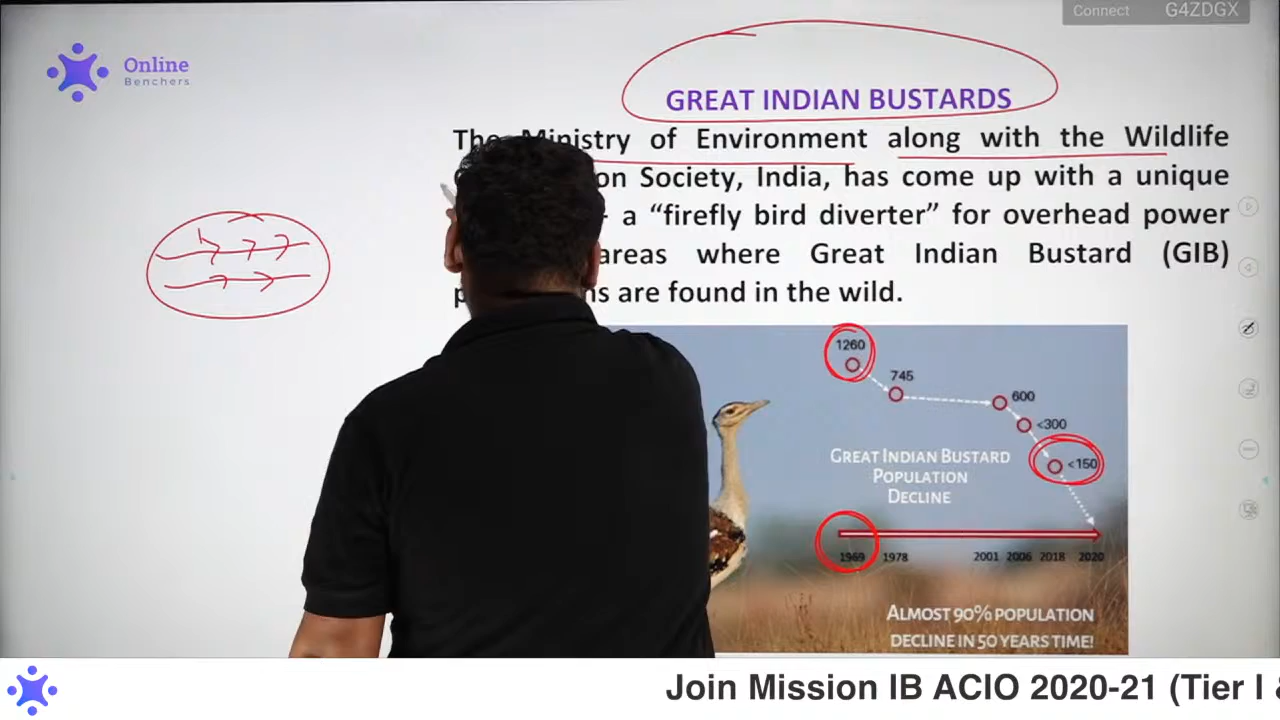 Connect G4ZDGX
Online
Benchers
GREAT INDIAN BUSTARDS
The Ministry of Environment along with the Wildlife
on Society, India, has come up with a unique
a “firefly bird diverter” for overhead power
areas where Great Indian Bustard (GIB)
are found in the wild.
1260
745
600
<300
<150
GREAT INDIAN BUSTARD
POPULATION
DECLINE
1969 1978 2001 2006 2018 2020
ALMOST 90% POPULATION
DECLINE IN 50 YEARS TIME!
Join Mission IB ACIO 2020-21 (Tier I &